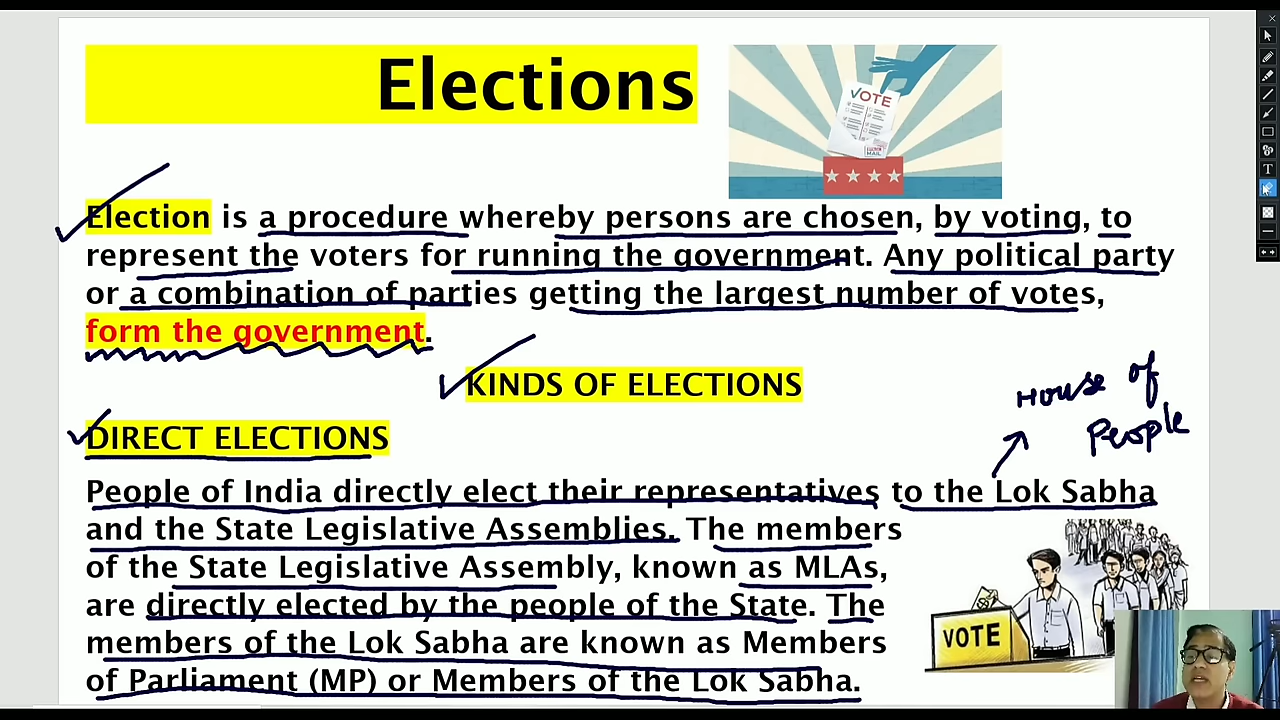 Elections
VOTE
Election is a procedure whereby persons are chosen, by voting, to
represent the voters for running the government. Any political party
or a combination of parties getting the largest number of votes,
form the government.
KINDS OF ELECTIONS
House of
People
DIRECT ELECTIONS
People of India directly elect their representatives to the Lok Sabha
and the State Legislative Assemblies. The members
of the State Legislative Assembly, known as MLAs,
are directly elected by the people of the State. The
members of the Lok Sabha are known as Members
of Parliament (MP) or Members of the Lok Sabha.
VOTE
T